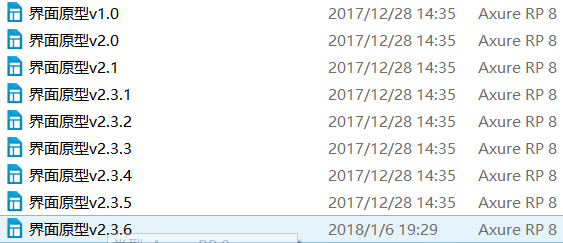 界面原型v1.0 2017/12/28 14:35 Axure RP 8
界面原型v2.0 2017/12/28 14:35 Axure RP 8
界面原型v2.1 2017/12/28 14:35 Axure RP 8
界面原型v2.3.1 2017/12/28 14:35 Axure RP 8
界面原型v2.3.2 2017/12/28 14:35 Axure RP 8
界面原型v2.3.3 2017/12/28 14:35 Axure RP 8
界面原型v2.3.4 2017/12/28 14:35 Axure RP 8
界面原型v2.3.5 2017/12/28 14:35 Axure RP 8
界面原型v2.3.6 2018/1/6 19:29 Axure RP 8